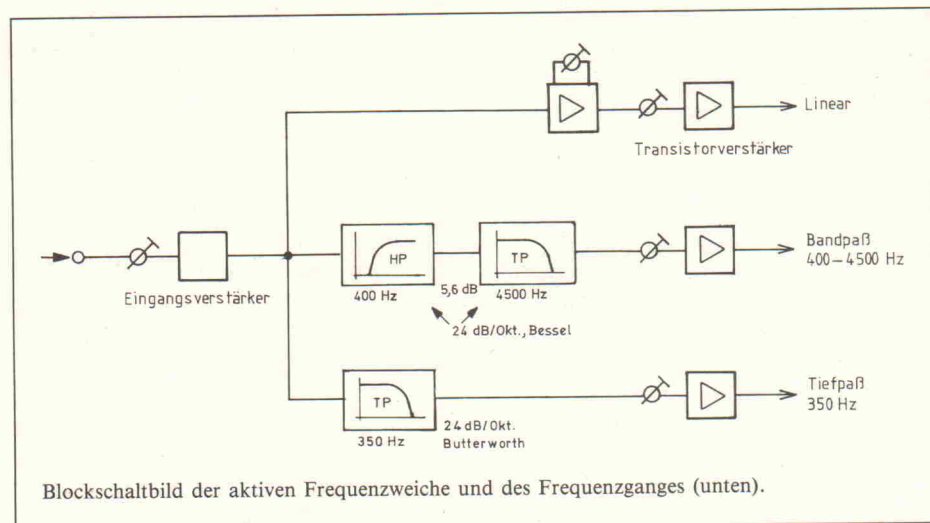 Linear
Transistorverstärker
Eingangsverstärker
HP
400 Hz
5,6 dB
TP
4500 Hz
24 dB/Okt., Bessel
Bandpaß
400–4500 Hz
TP
350 Hz
24 dB/Okt.
Butterworth
Tiefpaß
350 Hz
Blockschaltbild der aktiven Frequenzweiche und des Frequenzganges (unten).